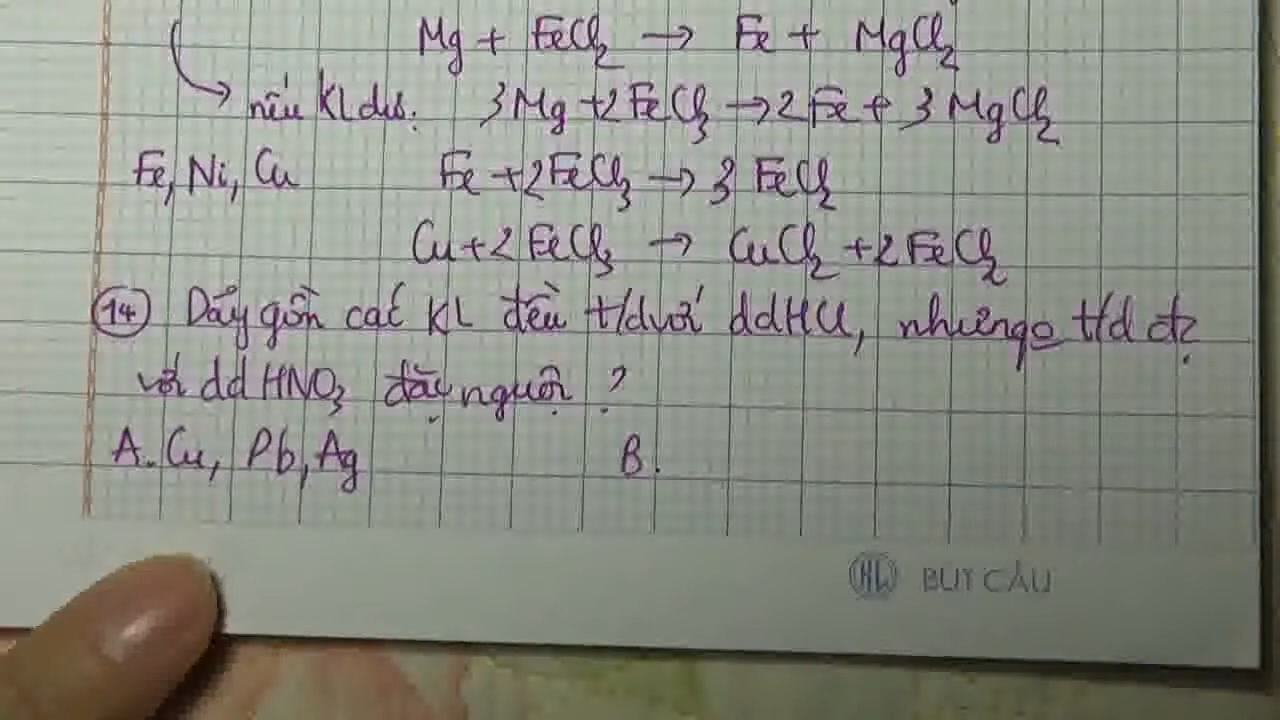 Mg + FeCl2 → Fe + MgCl2
nếu KL dư: 3Mg + 2FeCl3 → 2Fe + 3MgCl2
Fe, Ni, Cu Fe + 2FeCl3 → 3FeCl2
Cu + 2FeCl3 → CuCl2 + 2FeCl2
14 Dãy gồm các KL đều t/d với ddHCl, nhưng o t/d đc
với dd HNO3 đặc nguội ?
A. Cu, Pb, Ag B.
BUT CÂU